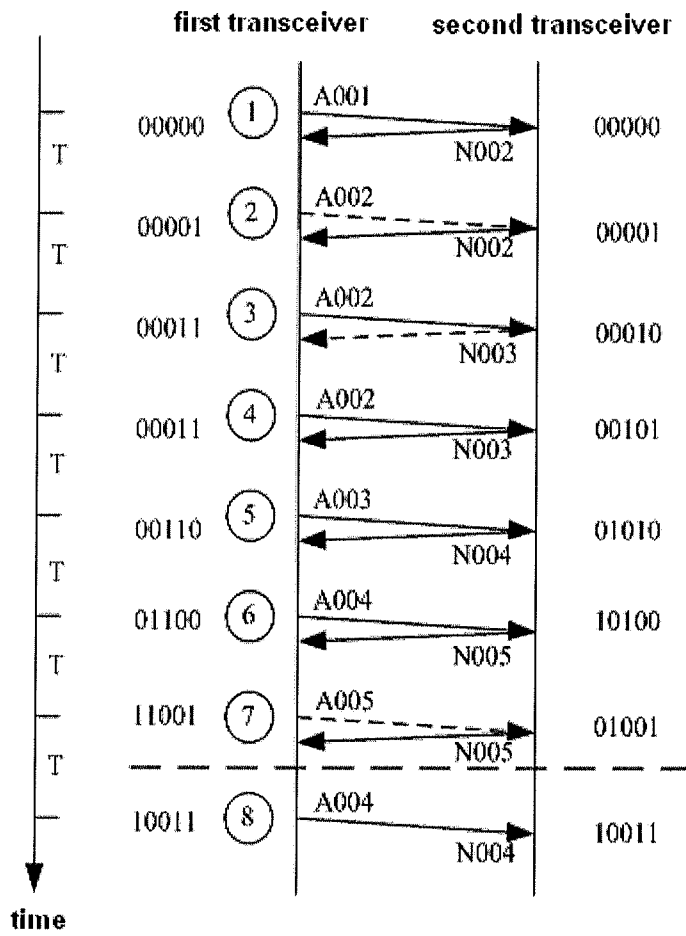 first transceiver second transceiver
A001
00000 1 00000
T N002
A002
00001 2 00001
T N002
A002
00011 3 00010
T N003
A002
00011 4 00101
T N003
A003
00110 5 01010
T N004
A004
01100 6 10100
T N005
A005
11001 7 01001
T N005
A004
10011 8 10011
N004
time